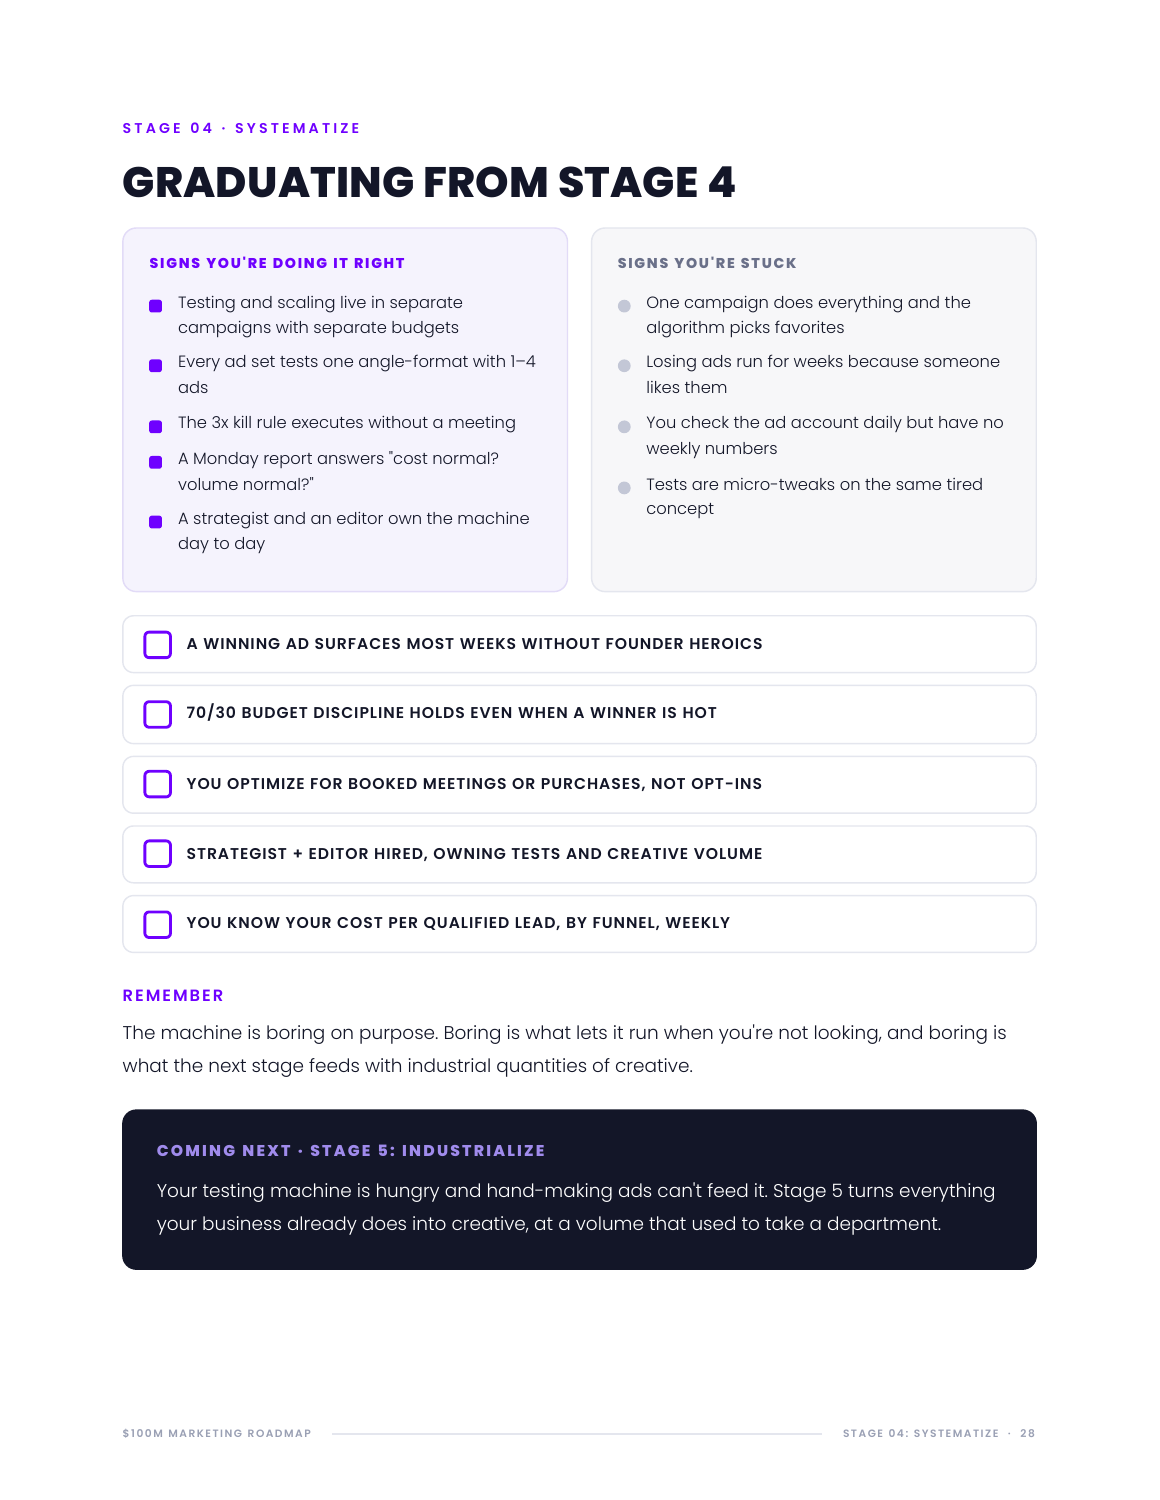 STAGE 04 · SYSTEMATIZE
GRADUATING FROM STAGE 4
SIGNS YOU'RE DOING IT RIGHT
Testing and scaling live in separate
campaigns with separate budgets
Every ad set tests one angle-format with 1–4
ads
The 3x kill rule executes without a meeting
A Monday report answers "cost normal?
volume normal?"
A strategist and an editor own the machine
day to day
SIGNS YOU'RE STUCK
One campaign does everything and the
algorithm picks favorites
Losing ads run for weeks because someone
likes them
You check the ad account daily but have no
weekly numbers
Tests are micro-tweaks on the same tired
concept
A WINNING AD SURFACES MOST WEEKS WITHOUT FOUNDER HEROICS
70/30 BUDGET DISCIPLINE HOLDS EVEN WHEN A WINNER IS HOT
YOU OPTIMIZE FOR BOOKED MEETINGS OR PURCHASES, NOT OPT-INS
STRATEGIST + EDITOR HIRED, OWNING TESTS AND CREATIVE VOLUME
YOU KNOW YOUR COST PER QUALIFIED LEAD, BY FUNNEL, WEEKLY
REMEMBER
The machine is boring on purpose. Boring is what lets it run when you're not looking, and boring is
what the next stage feeds with industrial quantities of creative.
COMING NEXT · STAGE 5: INDUSTRIALIZE
Your testing machine is hungry and hand-making ads can't feed it. Stage 5 turns everything
your business already does into creative, at a volume that used to take a department.
$100M MARKETING ROADMAP
STAGE 04: SYSTEMATIZE · 28